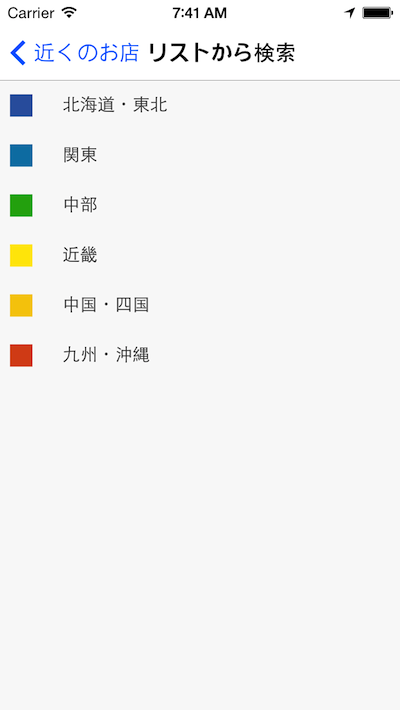 Carrier 7:41 AM
近くのお店 リストから検索
北海道・東北
関東
中部
近畿
中国・四国
九州・沖縄